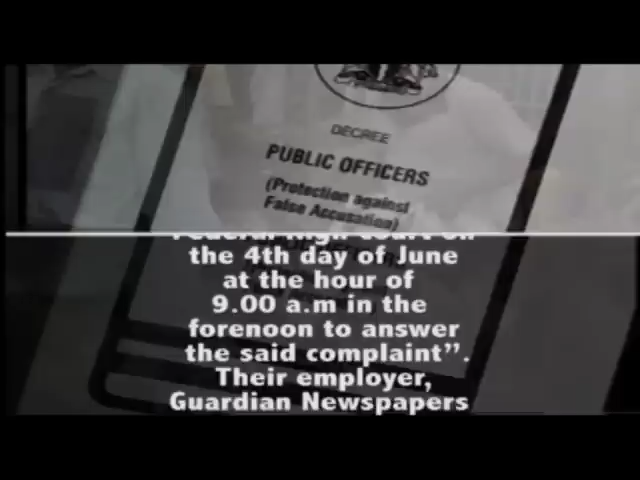 DECREE
PUBLIC OFFICERS
(Protection against
False Accusation)
the 4th day of June
at the hour of
9.00 a.m in the
forenoon to answer
the said complaint”.
Their employer,
Guardian Newspapers